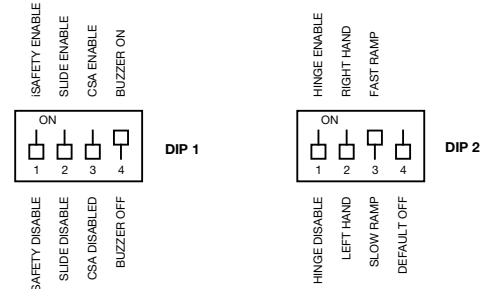 iSAFETY ENABLE
SLIDE ENABLE
CSA ENABLE
BUZZER ON
ON
1 2 3 4
DIP 1
SAFETY DISABLE
SLIDE DISABLE
CSA DISABLED
BUZZER OFF
HINGE ENABLE
RIGHT HAND
FAST RAMP
ON
1 2 3 4
DIP 2
HINGE DISABLE
LEFT HAND
SLOW RAMP
DEFAULT OFF